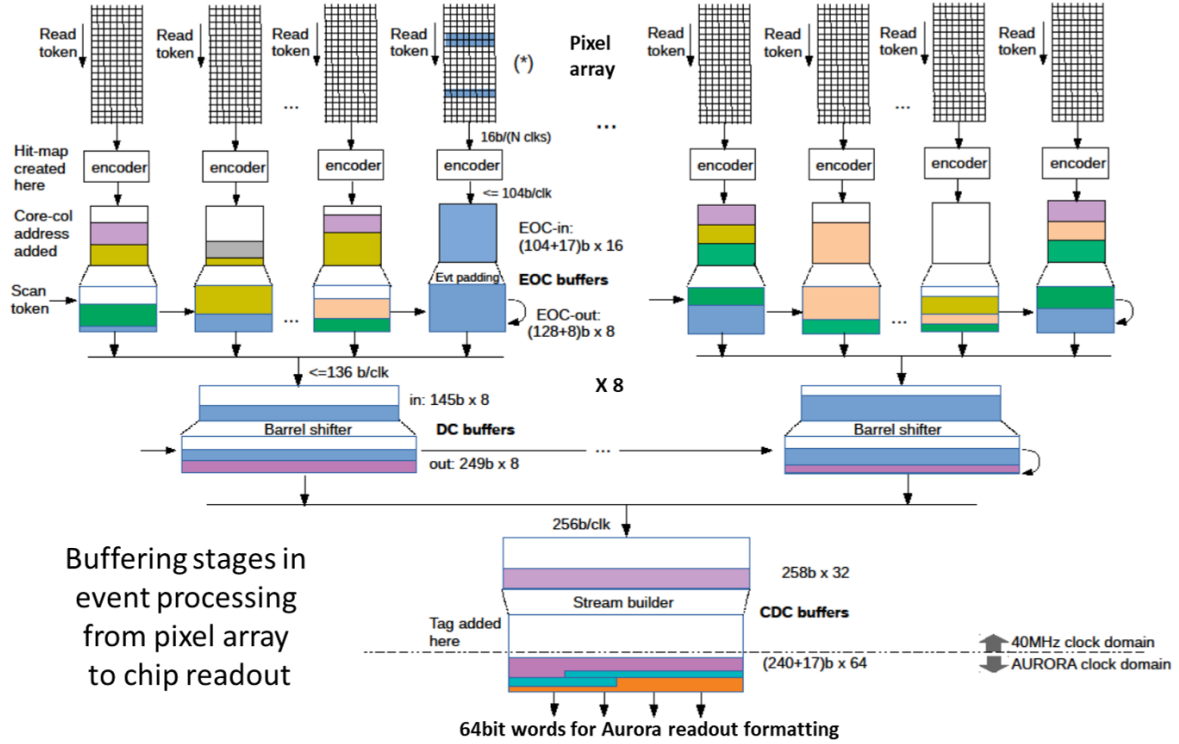 Read
token
Read
token
Read
token
Read
token
(*)
Pixel
array
Read
token
Read
token
Read
token
Read
token
...
...
...
16b/(N clks)
Hit-map
created
here
encoder
encoder
encoder
encoder
encoder
encoder
encoder
encoder
<= 104b/clk
Core-col
address
added
EOC-in:
(104+17)b x 16
Evt padding
EOC buffers
Scan
token
...
EOC-out:
(128+8)b x 8
...
<=136 b/clk
X 8
in: 145b x 8
Barrel shifter
DC buffers
Barrel shifter
out: 249b x 8
...
256b/clk
Buffering stages in
event processing
from pixel array
to chip readout
258b x 32
Stream builder
CDC buffers
Tag added
here
40MHz clock domain
(240+17)b x 64
AURORA clock domain
64bit words for Aurora readout formatting